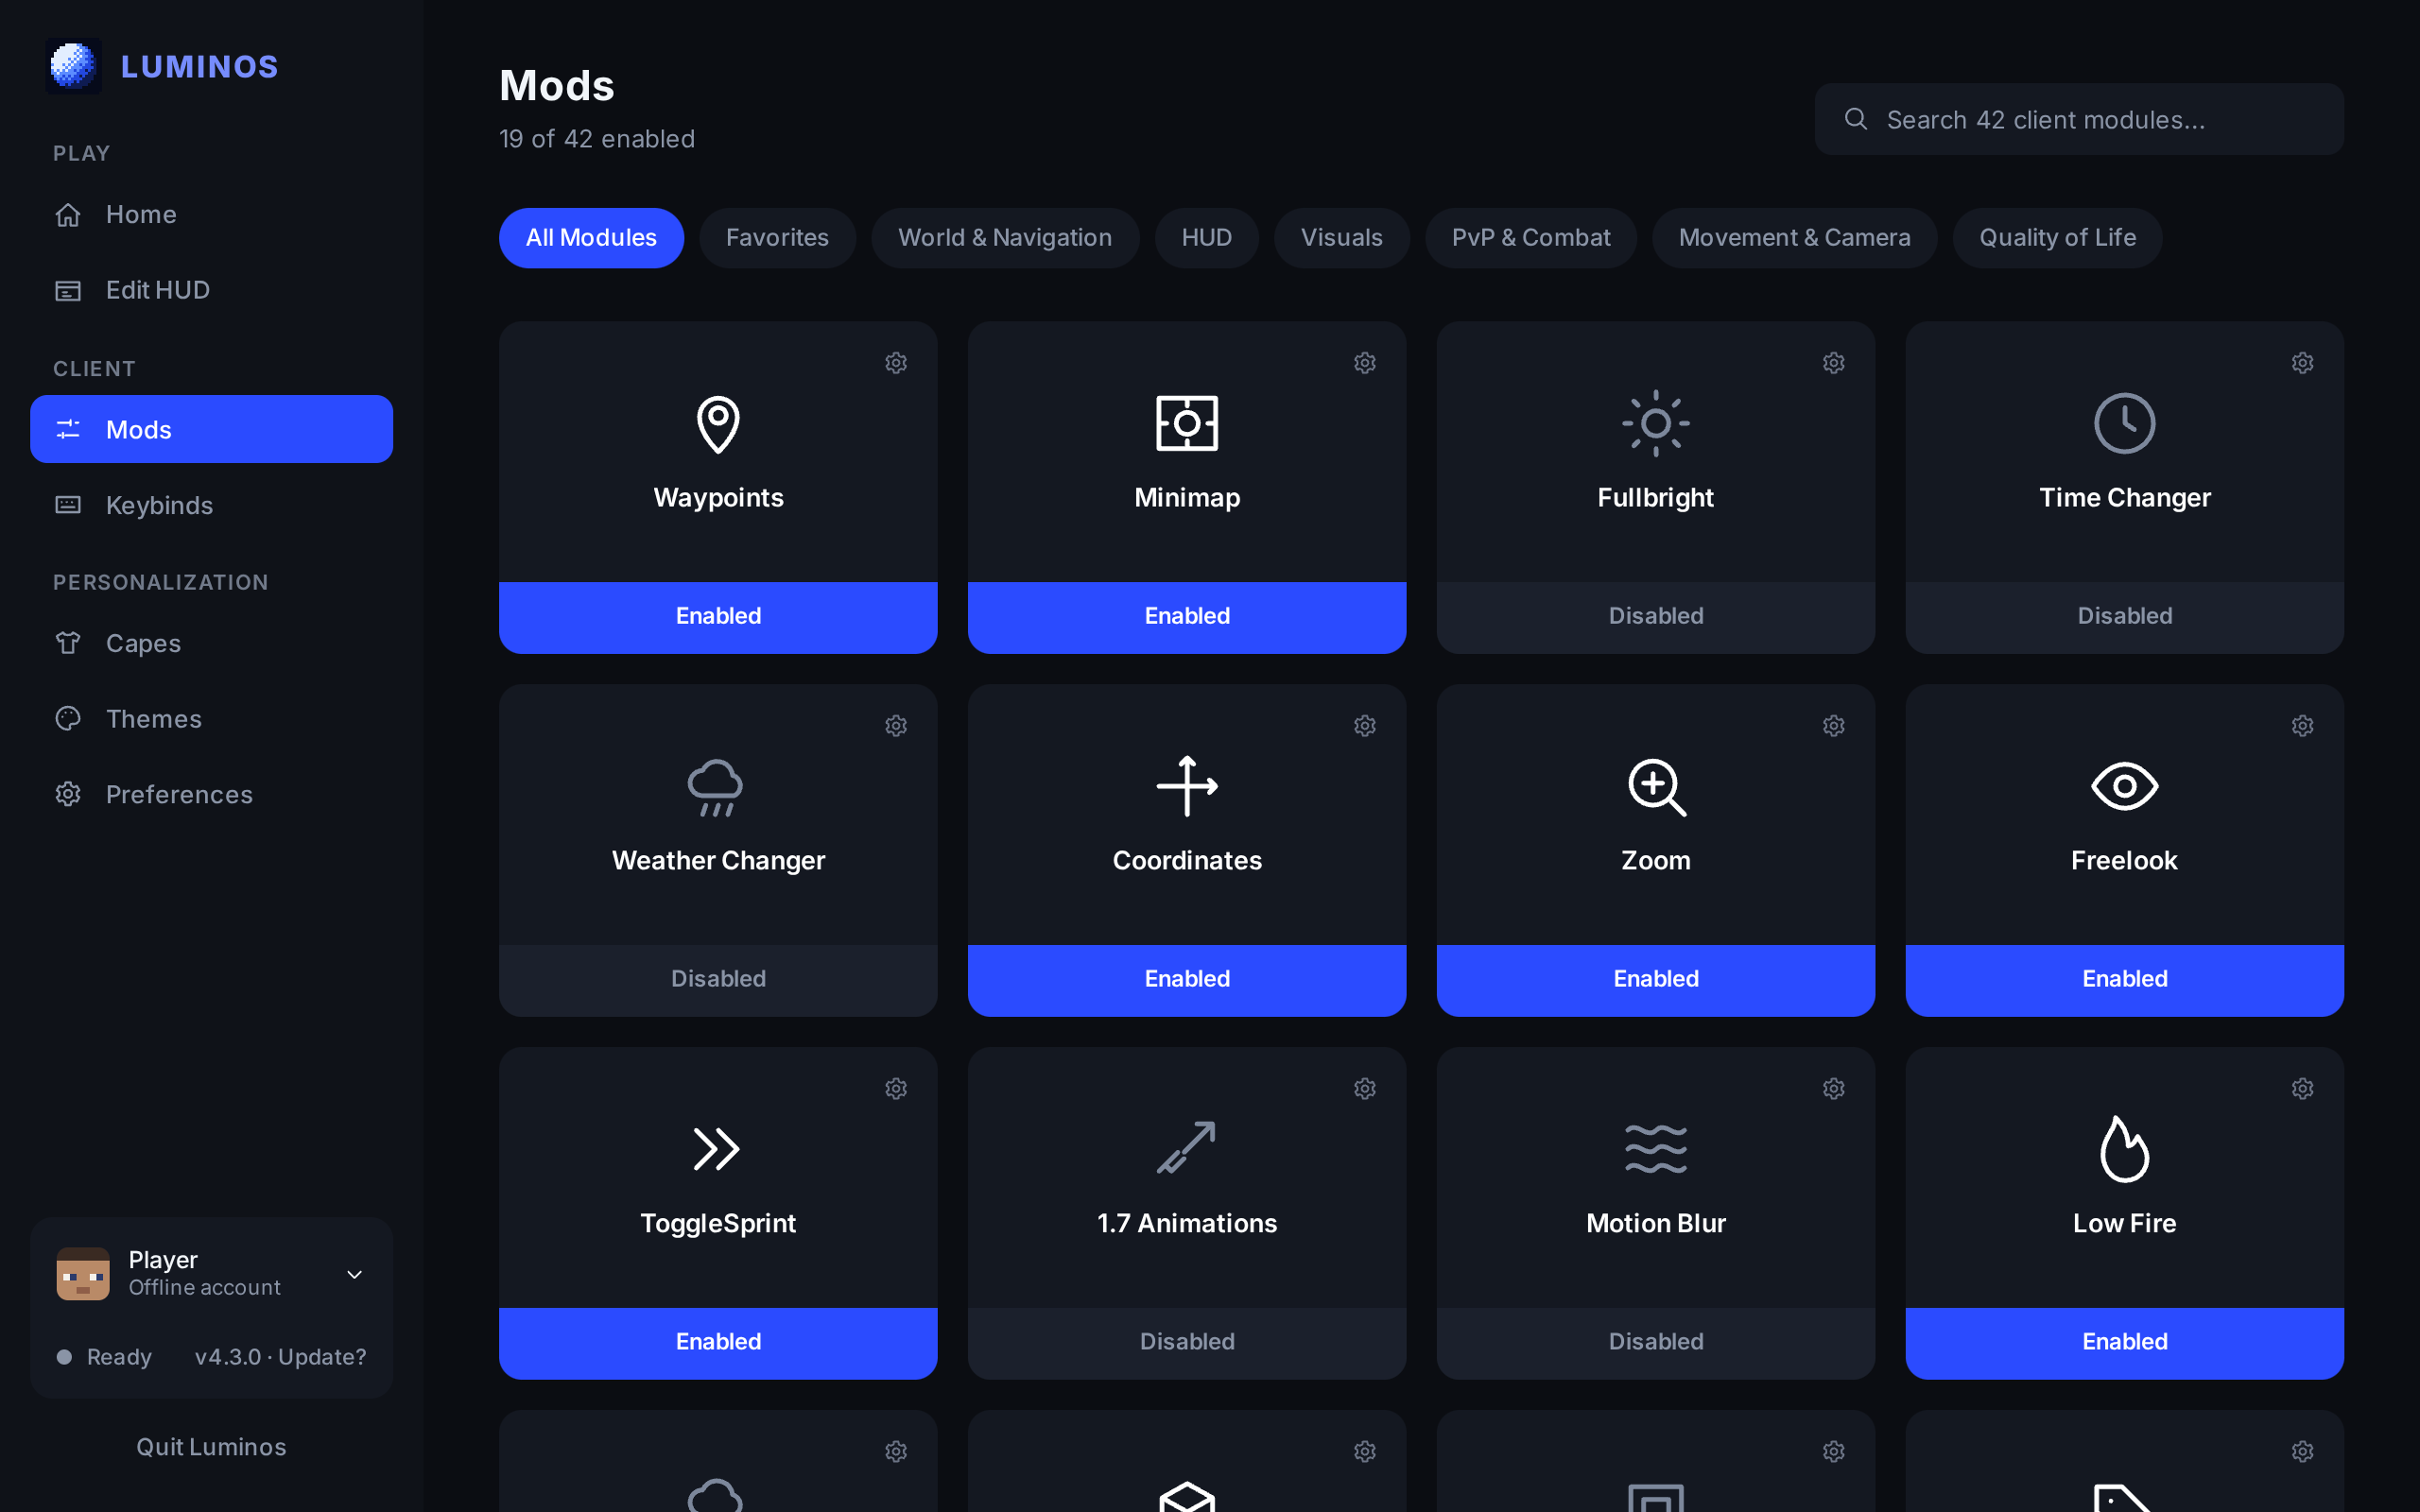 LUMINOS
PLAY
Home
Edit HUD
CLIENT
Mods
Keybinds
PERSONALIZATION
Capes
Themes
Preferences
Player
Offline account
Ready
v4.3.0 · Update?
Quit Luminos
Mods
19 of 42 enabled
Search 42 client modules...
All Modules
Favorites
World & Navigation
HUD
Visuals
PvP & Combat
Movement & Camera
Quality of Life
Waypoints
Enabled
Minimap
Enabled
Fullbright
Disabled
Time Changer
Disabled
Weather Changer
Disabled
Coordinates
Enabled
Zoom
Enabled
Freelook
Enabled
ToggleSprint
Enabled
1.7 Animations
Disabled
Motion Blur
Disabled
Low Fire
Enabled